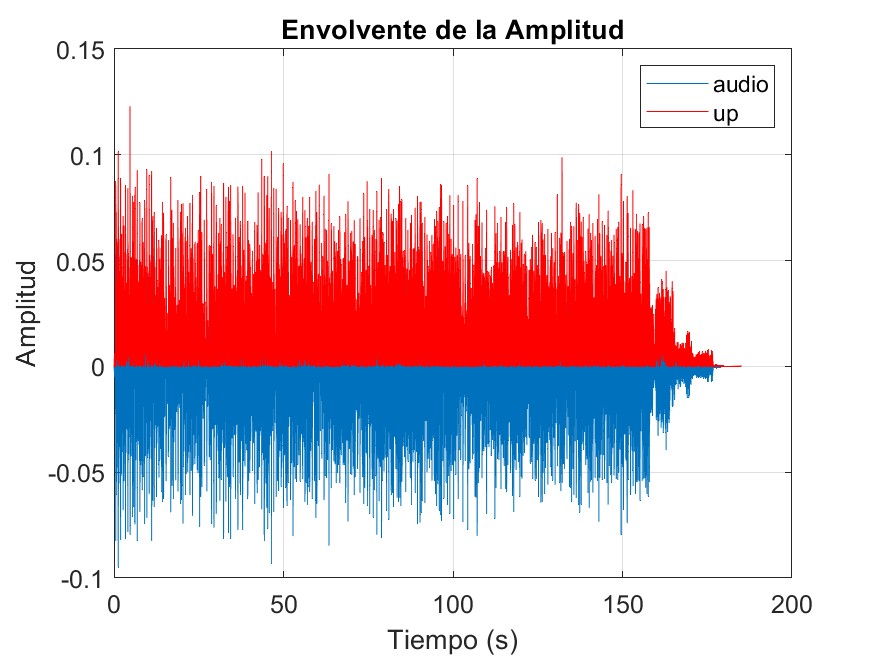 Envolvente de la Amplitud
0.15
0.1
0.05
0
-0.05
-0.1
Amplitud
audio
up
0 50 100 150 200
Tiempo (s)